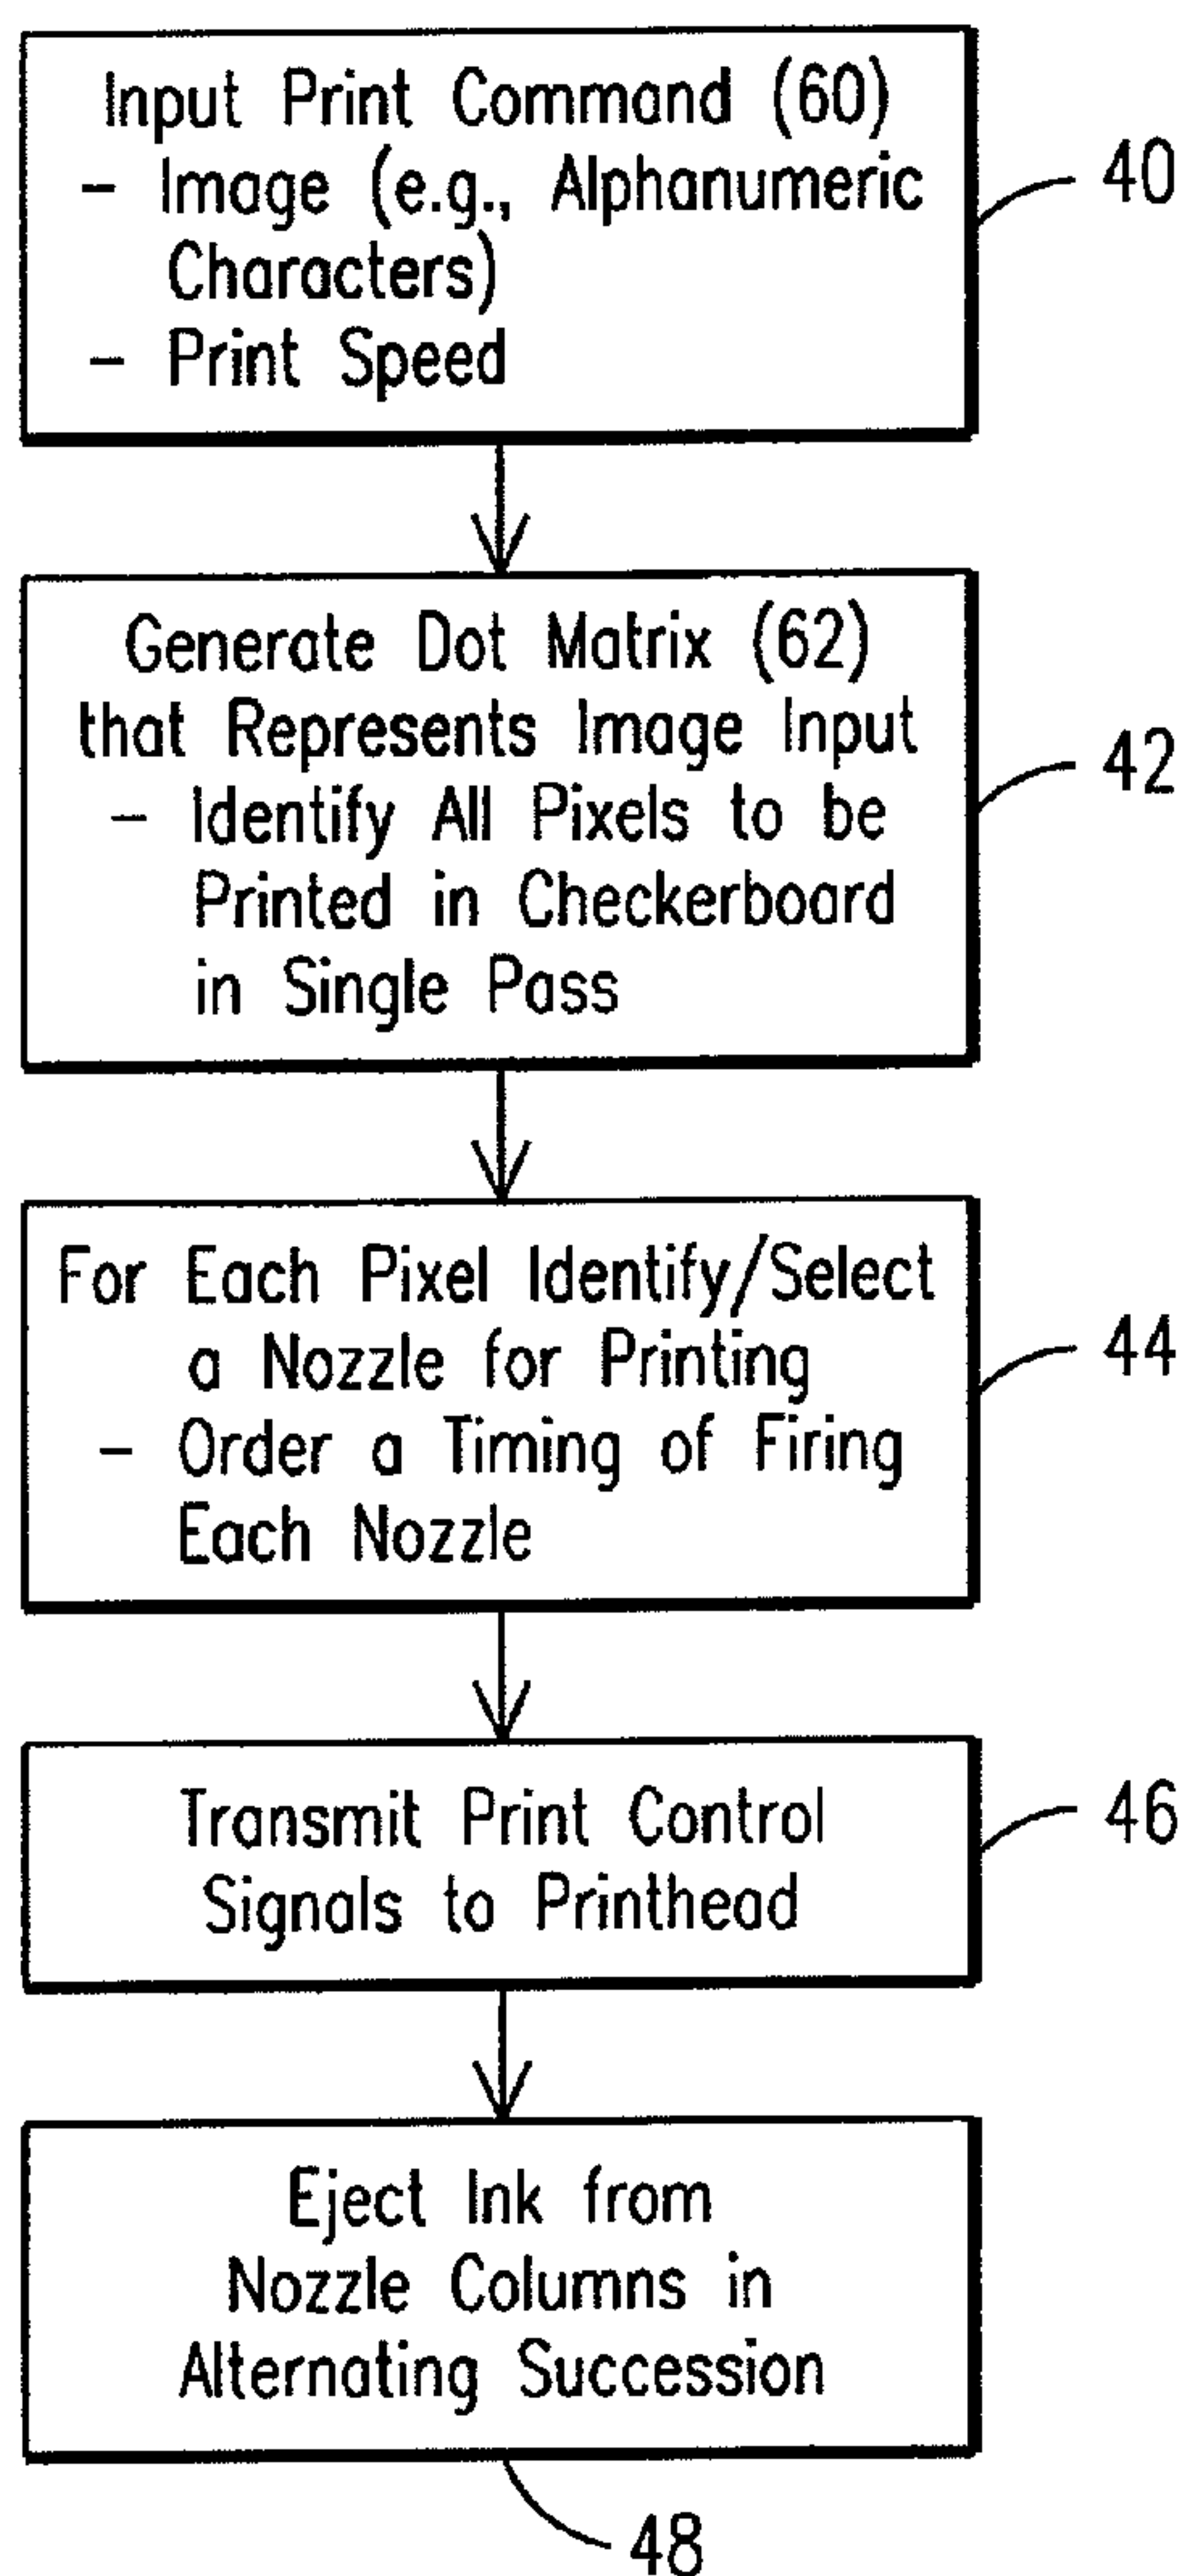 Input Print Command (60)
- Image (e.g., Alphanumeric
Characters)
- Print Speed
40
Generate Dot Matrix (62)
that Represents Image Input
- Identify All Pixels to be
Printed in Checkerboard
in Single Pass
42
For Each Pixel Identify/Select
a Nozzle for Printing
- Order a Timing of Firing
Each Nozzle
44
Transmit Print Control
Signals to Printhead
46
Eject Ink from
Nozzle Columns in
Alternating Succession
48